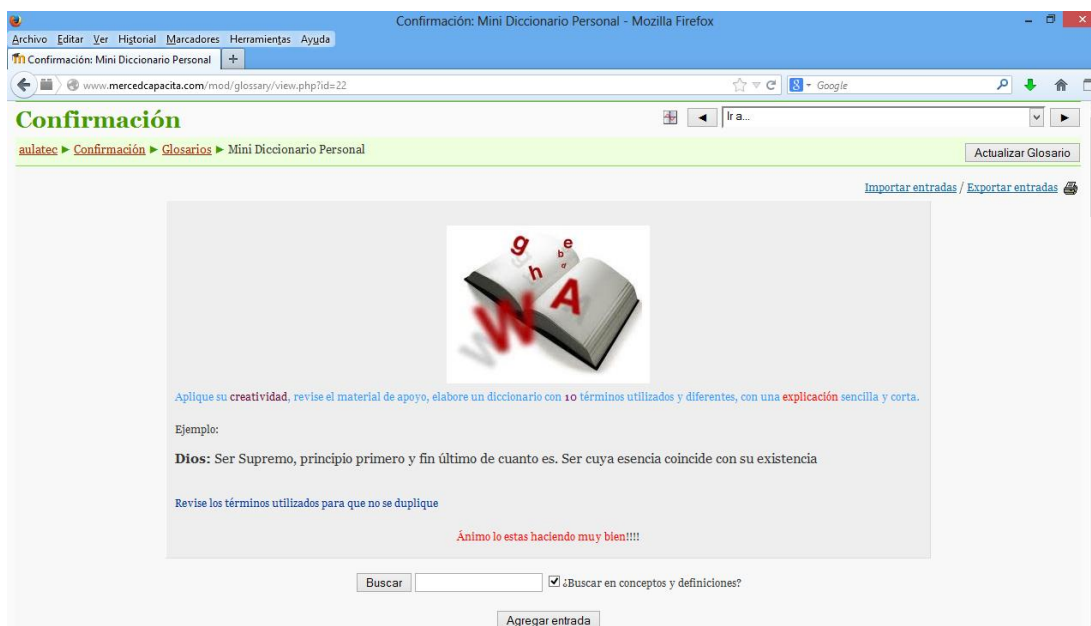 Confirmación: Mini Diccionario Personal - Mozilla Firefox
Archivo Editar Ver Historial Marcadores Herramientas Ayuda
Confirmación: Mini Diccionario Personal +
www.mercedcapacita.com/mod/glossary/view.php?id=22 8 Google
Confirmación Ir a...
aulatec ► Confirmación ► Glosarios ► Mini Diccionario Personal Actualizar Glosario
Importar entradas / Exportar entradas
g e b h d W A
Aplique su creatividad, revise el material de apoyo, elabore un diccionario con 10 términos utilizados y diferentes, con una explicación sencilla y corta.
Ejemplo:
Dios: Ser Supremo, principio primero y fin último de cuanto es. Ser cuya esencia coincide con su existencia
Revise los términos utilizados para que no se duplique
Ánimo lo estas haciendo muy bien!!!!
Buscar ¿Buscar en conceptos y definiciones?
Agregar entrada